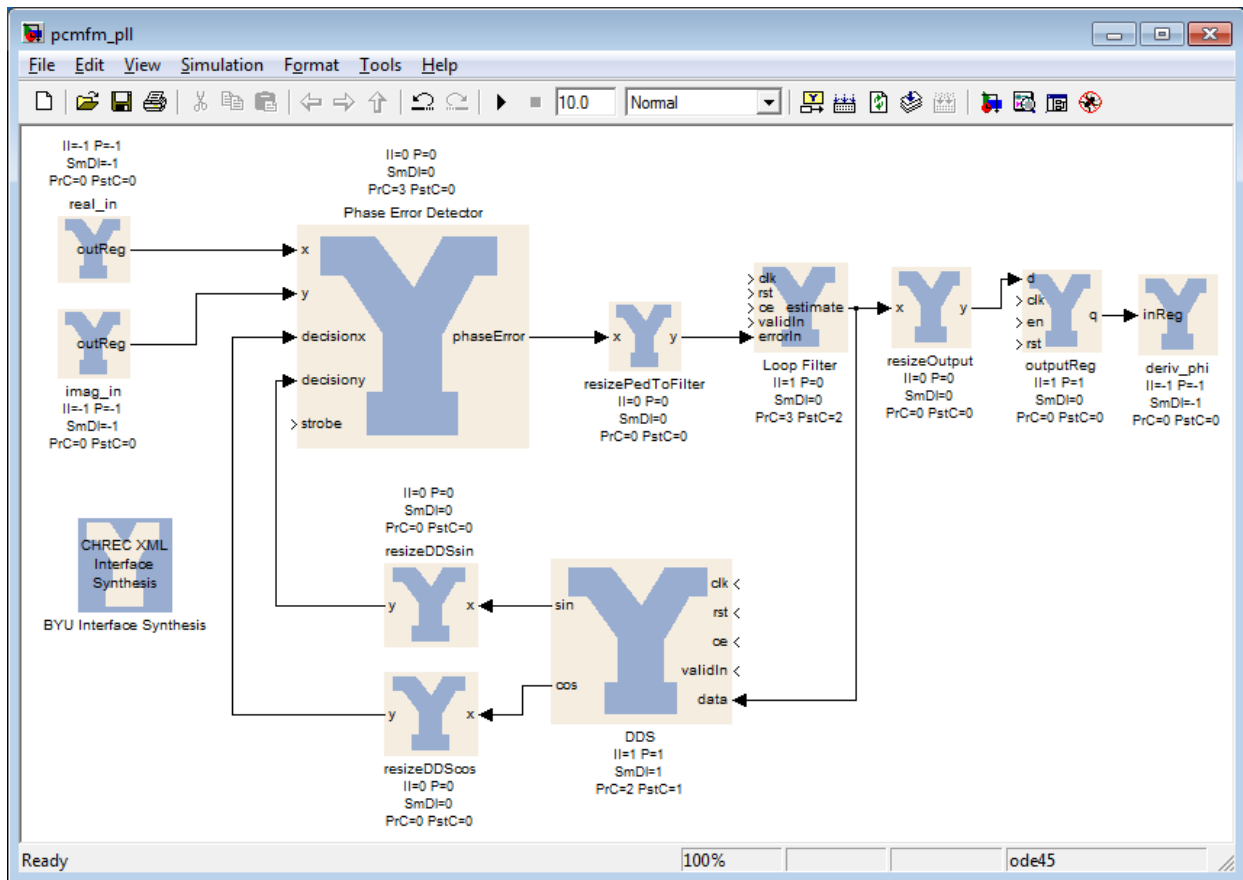 pcmfm_pll
File Edit View Simulation Format Tools Help
10.0 Normal
II=-1 P=-1
SmDI=-1
PrC=0 PstC=0
real_in
outReg
outReg
imag_in
II=-1 P=-1
SmDI=-1
PrC=0 PstC=0
II=0 P=0
SmDI=0
PrC=3 PstC=0
Phase Error Detector
x
y
decisionx
decisiony
strobe
phaseError
x y
resizePedToFilter
II=0 P=0
SmDI=0
PrC=0 PstC=0
clk
rst
ce estimate
validIn
errorIn
Loop Filter
II=1 P=0
SmDI=0
PrC=3 PstC=2
x y
resizeOutput
II=0 P=0
SmDI=0
PrC=0 PstC=0
d
clk
q
en
rst
outputReg
II=1 P=1
SmDI=0
PrC=0 PstC=0
inReg
deriv_phi
II=-1 P=-1
SmDI=-1
PrC=0 PstC=0
CHREC XML
Interface
Synthesis
BYU Interface Synthesis
II=0 P=0
SmDI=0
PrC=0 PstC=0
resizeDDSsin
y x
y x
resizeDDScos
II=0 P=0
SmDI=0
PrC=0 PstC=0
sin
cos
clk
rst
ce
validIn
data
DDS
II=1 P=1
SmDI=1
PrC=2 PstC=1
Ready 100% ode45